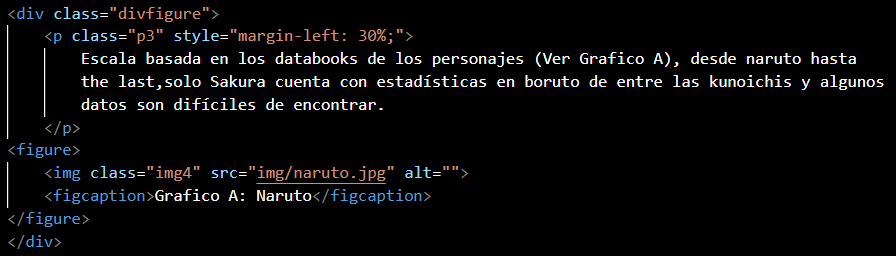 <div class="divfigure">
<p class="p3" style="margin-left: 30%;">
Escala basada en los databooks de los personajes (Ver Grafico A), desde naruto hasta
the last,solo Sakura cuenta con estadísticas en boruto de entre las kunoichis y algunos
datos son difíciles de encontrar.
</p>
<figure>
<img class="img4" src="img/naruto.jpg" alt="">
<figcaption>Grafico A: Naruto</figcaption>
</figure>
</div>